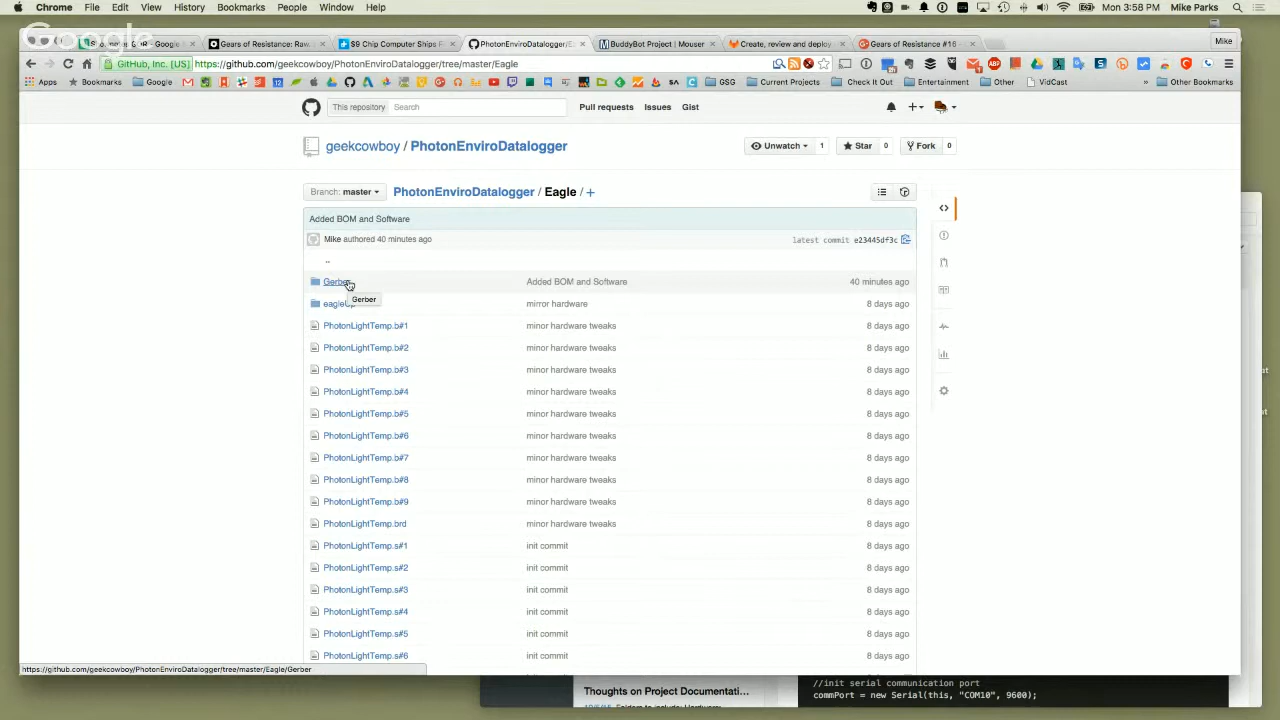 Chrome File Edit View History Bookmarks People Window Help
Mon 3:58 PM Mike Parks
Google
Gears of Resistance: Raw
$9 Chip Computer Ships F
PhotonEnviroDatalogger/E
BuddyBot Project | Mouser
Create, review and deploy
Gears of Resistance #16 -
Mike
GitHub, Inc. [US] https://github.com/geekcowboy/PhotonEnviroDatalogger/tree/master/Eagle
Apps Bookmarks Google GSG Current Projects Check It Out Entertainment Other VidCast » Other Bookmarks
This repository Search Pull requests Issues Gist
geekcowboy / PhotonEnviroDatalogger
Unwatch 1 Star 0 Fork 0
Branch: master PhotonEnviroDatalogger / Eagle / +
Added BOM and Software
Mike authored 40 minutes ago latest commit e23445df3c
..
Gerber Added BOM and Software 40 minutes ago
Gerber
mirror hardware 8 days ago
PhotonLightTemp.b#1 minor hardware tweaks 8 days ago
PhotonLightTemp.b#2 minor hardware tweaks 8 days ago
PhotonLightTemp.b#3 minor hardware tweaks 8 days ago
PhotonLightTemp.b#4 minor hardware tweaks 8 days ago
PhotonLightTemp.b#5 minor hardware tweaks 8 days ago
PhotonLightTemp.b#6 minor hardware tweaks 8 days ago
PhotonLightTemp.b#7 minor hardware tweaks 8 days ago
PhotonLightTemp.b#8 minor hardware tweaks 8 days ago
PhotonLightTemp.b#9 minor hardware tweaks 8 days ago
PhotonLightTemp.brd minor hardware tweaks 8 days ago
PhotonLightTemp.s#1 init commit 8 days ago
PhotonLightTemp.s#2 init commit 8 days ago
PhotonLightTemp.s#3 init commit 8 days ago
PhotonLightTemp.s#4 init commit 8 days ago
PhotonLightTemp.s#5 init commit 8 days ago
PhotonLightTemp.s#6 init commit 8 days ago
https://github.com/geekcowboy/PhotonEnviroDatalogger/tree/master/Eagle/Gerber
Thoughts on Project Documentati...
//init serial communication port
commPort = new Serial(this, "COM10", 9600);